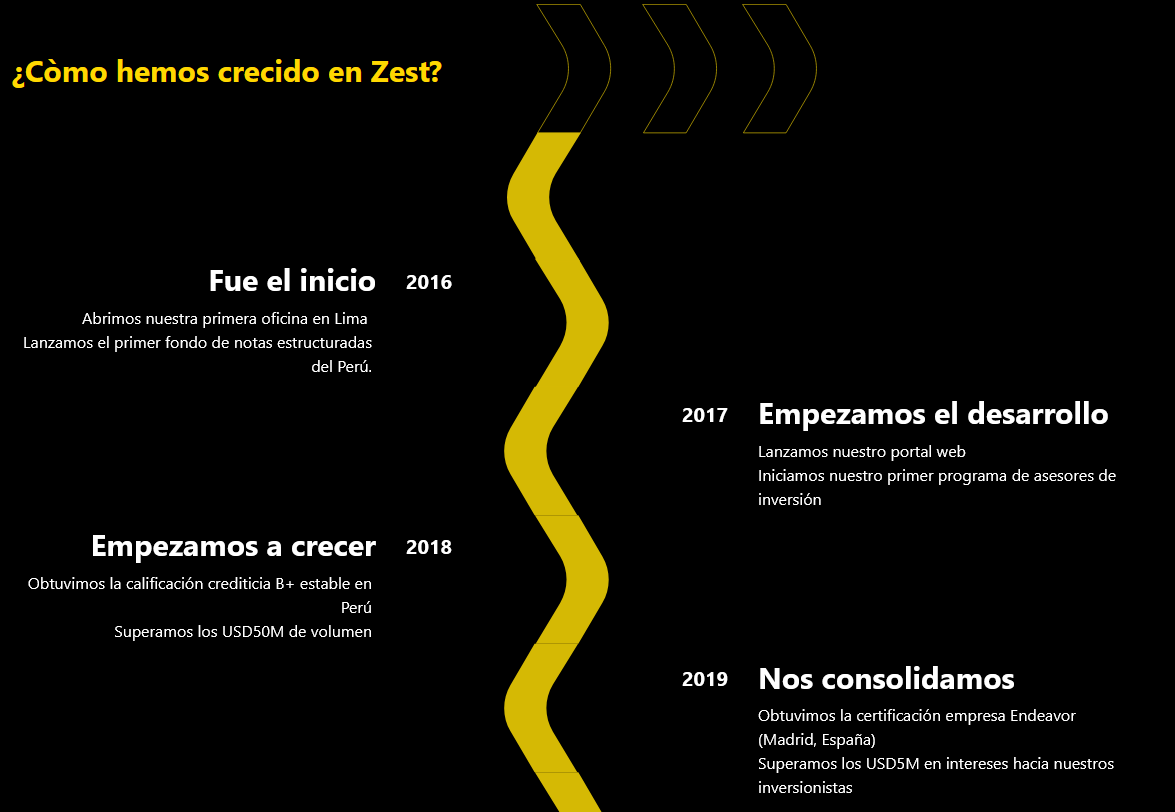 ¿Còmo hemos crecido en Zest?
Fue el inicio 2016
Abrimos nuestra primera oficina en Lima
Lanzamos el primer fondo de notas estructuradas
del Perú.
2017 Empezamos el desarrollo
Lanzamos nuestro portal web
Iniciamos nuestro primer programa de asesores de
inversión
Empezamos a crecer 2018
Obtuvimos la calificación crediticia B+ estable en
Perú
Superamos los USD50M de volumen
2019 Nos consolidamos
Obtuvimos la certificación empresa Endeavor
(Madrid, España)
Superamos los USD5M en intereses hacia nuestros
inversionistas